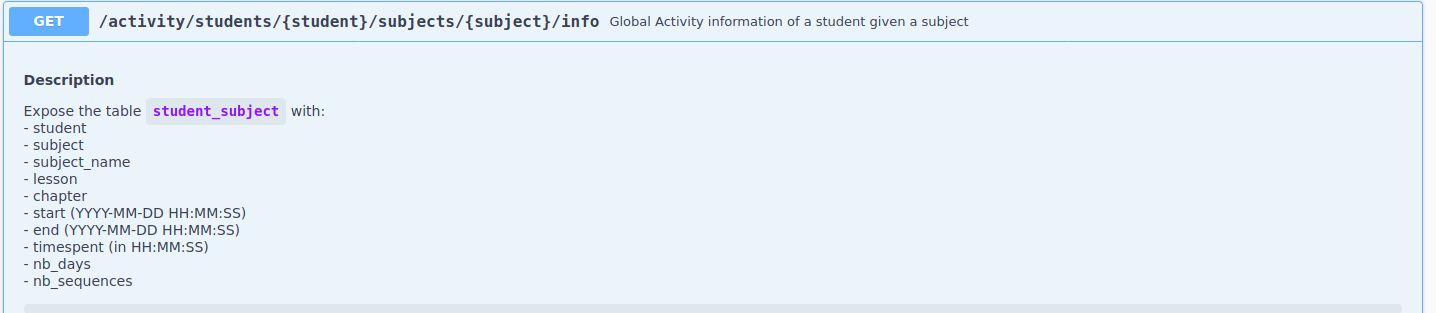 GET /activity/students/{student}/subjects/{subject}/info Global Activity information of a student given a subject
Description
Expose the table student_subject with:
- student
- subject
- subject_name
- lesson
- chapter
- start (YYYY-MM-DD HH:MM:SS)
- end (YYYY-MM-DD HH:MM:SS)
- timespent (in HH:MM:SS)
- nb_days
- nb_sequences